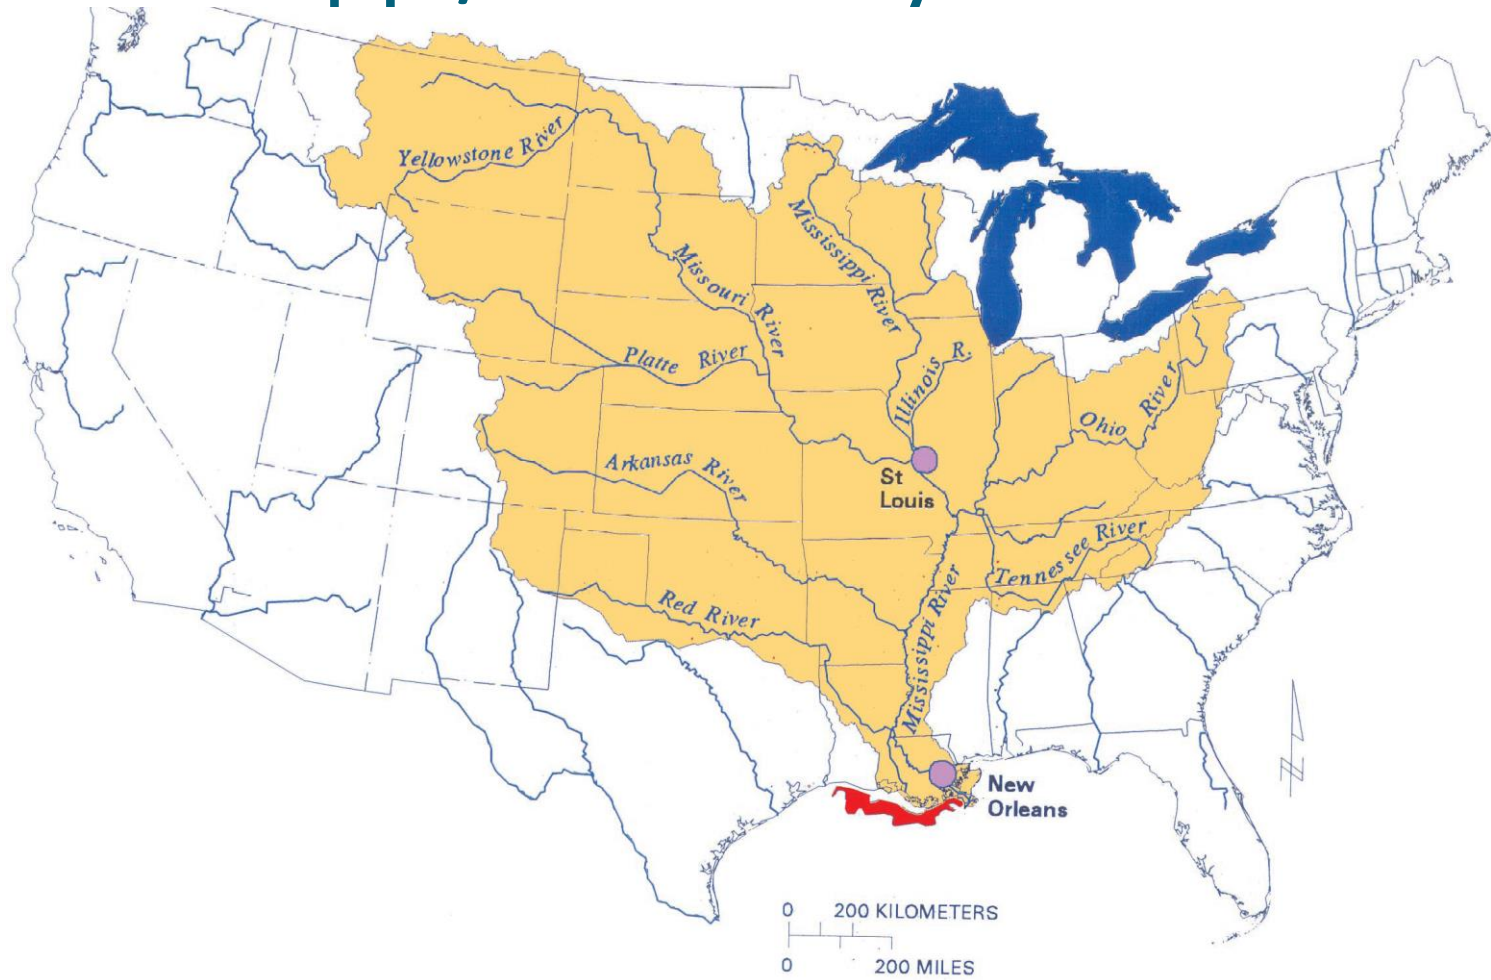 Yellowstone River
Mississippi River
Missouri River
Platte River
Illinois R.
Ohio River
Arkansas River
St
Louis
Tennessee River
Red River
Mississippi River
New
Orleans
0 200 KILOMETERS
0 200 MILES